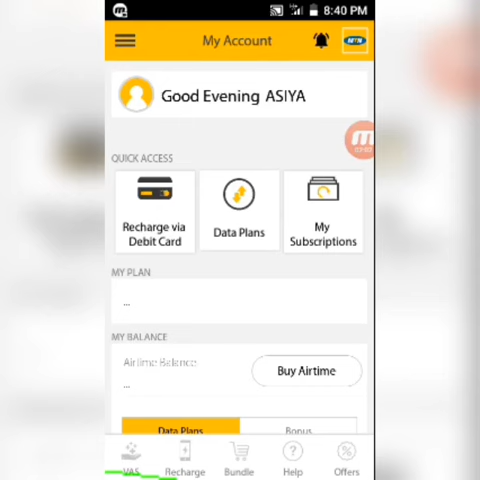 8:40 PM
My Account
MTN
Good Evening ASIYA
QUICK ACCESS
Recharge via
Debit Card
Data Plans
My
Subscriptions
MY PLAN
...
MY BALANCE
Airtime Balance
...
Buy Airtime
Data Plans
Bonus
VAS
Recharge
Bundle
Help
Offers